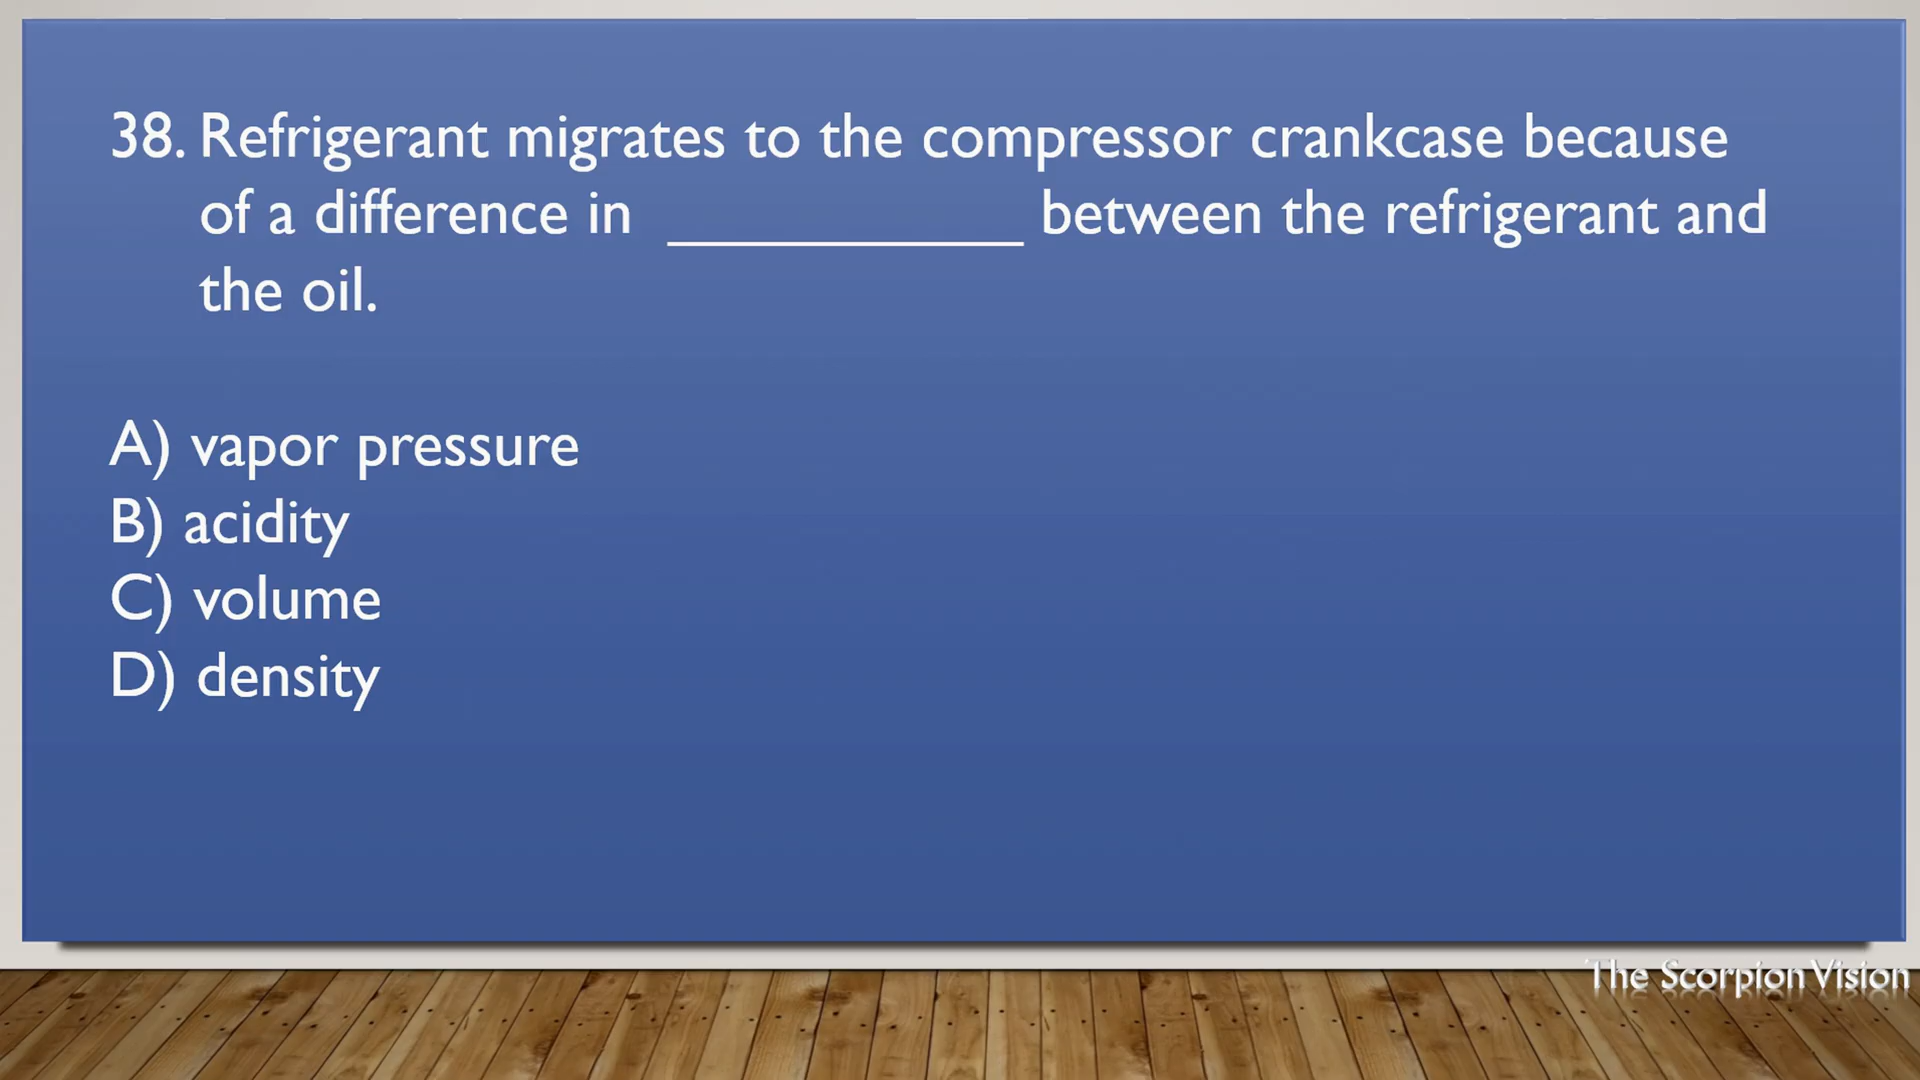 38. Refrigerant migrates to the compressor crankcase because
of a difference in ____________ between the refrigerant and
the oil.
A) vapor pressure
B) acidity
C) volume
D) density
The Scorpion Vision